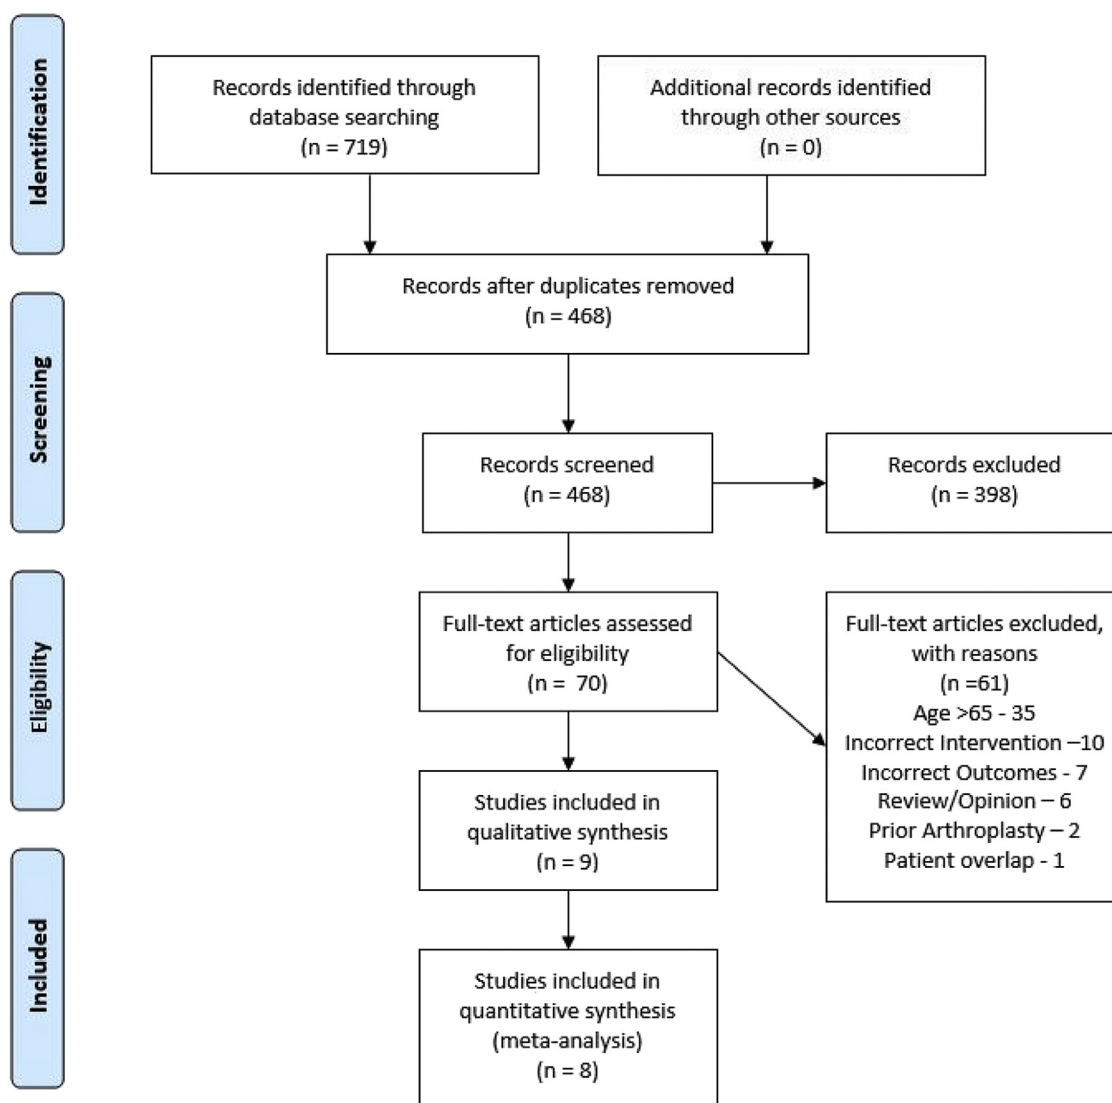 Identification
Records identified through
database searching
(n = 719)
Additional records identified
through other sources
(n = 0)
Records after duplicates removed
(n = 468)
Screening
Records screened
(n = 468)
Records excluded
(n = 398)
Eligibility
Full-text articles assessed
for eligibility
(n =  70)
Full-text articles excluded,
with reasons
(n =61)
Age >65 - 35
Incorrect Intervention –10
Incorrect Outcomes - 7
Review/Opinion – 6
Prior Arthroplasty – 2
Patient overlap - 1
Studies included in
qualitative synthesis
(n = 9)
Included
Studies included in
quantitative synthesis
(meta-analysis)
(n = 8)